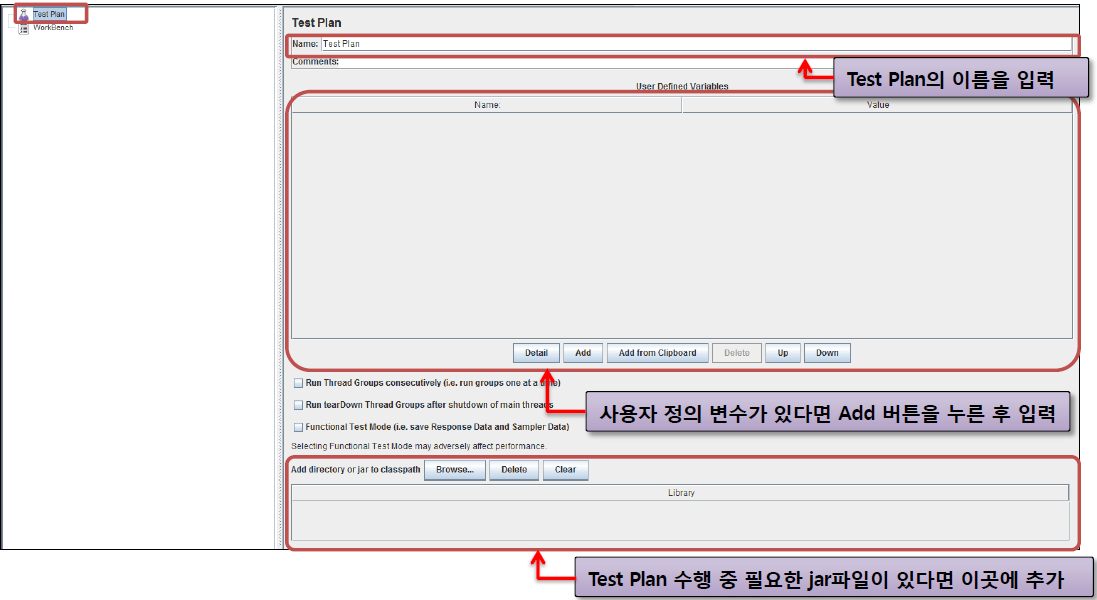 Test Plan
WorkBench
Test Plan
Name: Test Plan
Comments:
Test Plan의 이름을 입력
User Defined Variables
Name: Value
Detail Add Add from Clipboard Delete Up Down
Run Thread Groups consecutively (i.e. run groups one at a time)
Run tearDown Thread Groups after shutdown of main threads
사용자 정의 변수가 있다면 Add 버튼을 누른 후 입력
Functional Test Mode (i.e. save Response Data and Sampler Data)
Selecting Functional Test Mode may adversely affect performance.
Add directory or jar to classpath Browse... Delete Clear
Library
Test Plan 수행 중 필요한 jar파일이 있다면 이곳에 추가